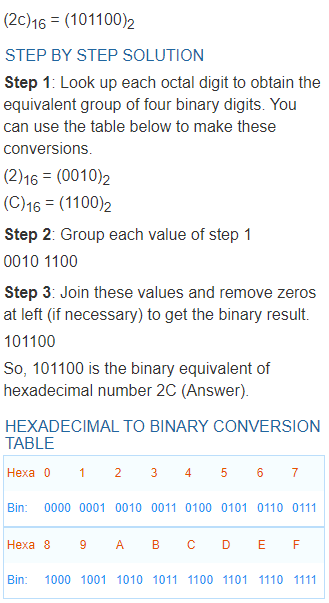 (2c)16 = (101100)2
STEP BY STEP SOLUTION
Step 1: Look up each octal digit to obtain the
equivalent group of four binary digits. You
can use the table below to make these
conversions.
(2)16 = (0010)2
(C)16 = (1100)2
Step 2: Group each value of step 1
0010 1100
Step 3: Join these values and remove zeros
at left (if necessary) to get the binary result.
101100
So, 101100 is the binary equivalent of
hexadecimal number 2C (Answer).
HEXADECIMAL TO BINARY CONVERSION
TABLE
Hexa 0 1 2 3 4 5 6 7
Bin: 0000 0001 0010 0011 0100 0101 0110 0111
Hexa 8 9 A B C D E F
Bin: 1000 1001 1010 1011 1100 1101 1110 1111